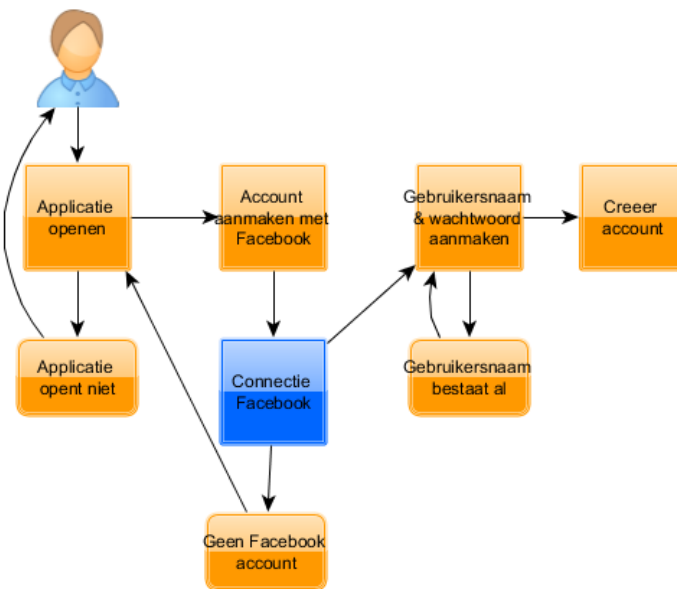 Applicatie
openen
Account
aanmaken met
Facebook
Gebruikersnaam
& wachtwoord
aanmaken
Creeer
account
Applicatie
opent niet
Connectie
Facebook
Gebruikersnaam
bestaat al
Geen Facebook
account